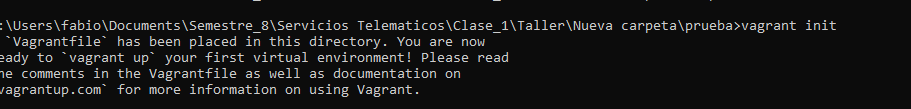 :\Users\fabio\Documents\Semestre_8\Servicios Telematicos\Clase_1\Taller\Nueva carpeta\prueba>vagrant init
`Vagrantfile` has been placed in this directory. You are now
eady to `vagrant up` your first virtual environment! Please read
he comments in the Vagrantfile as well as documentation on
vagrantup.com` for more information on using Vagrant.